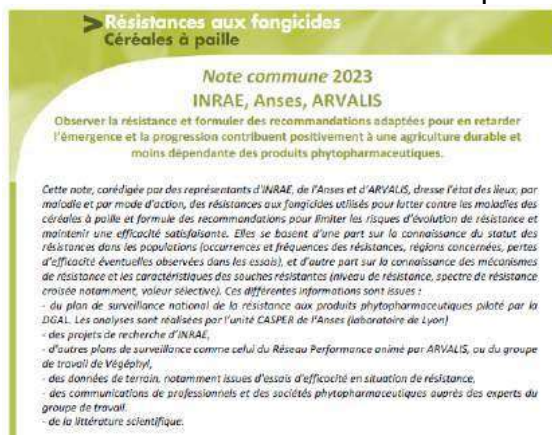 >Résistances aux fongicides
Céréales à paille
Note commune 2023
INRAE, Anses, ARVALIS
Observer la résistance et formuler des recommandations adaptées pour en retarder
l'émergence et la progression contribuent positivement à une agriculture durable et
moins dépendante des produits phytopharmaceutiques.
Cette note, corédigée par des représentants d'INRAE, de l'Anses et d'ARVALIS, dresse l'état des lieux, par
maladie et par mode d'action, des résistances aux fongicides utilisés pour lutter contre les maladies des
céréales à paille et formule des recommandations pour limiter les risques d'évolution de résistance et
maintenir une efficacité satisfaisante. Elles se basent d'une part sur la connaissance du statut des
résistances dans les populations (occurrences et fréquences des résistances, régions concernées, pertes
d'efficacité éventuelles observées dans les essais), et d'autre part sur la connaissance des mécanismes
de résistance et les caractéristiques des souches résistantes (niveau de résistance, spectre de résistance
croisée notamment, valeur sélective). Ces différentes informations sont issues :
- du plan de surveillance national de la résistance aux produits phytopharmaceutiques piloté par la
DGAL. Les analyses sont réalisées par l'unité CASPER de l'Anses (laboratoire de Lyon)
- des projets de recherche d'INRAE,
- d'autres plans de surveillance comme celui du Réseau Performance animé par ARVALIS, ou du groupe
de travail de Végéphyl,
- des données de terrain, notamment issues d'essais d'efficacité en situation de résistance,
- des communications de professionnels et des sociétés phytopharmaceutiques auprès des experts du
groupe de travail.
- de la littérature scientifique.